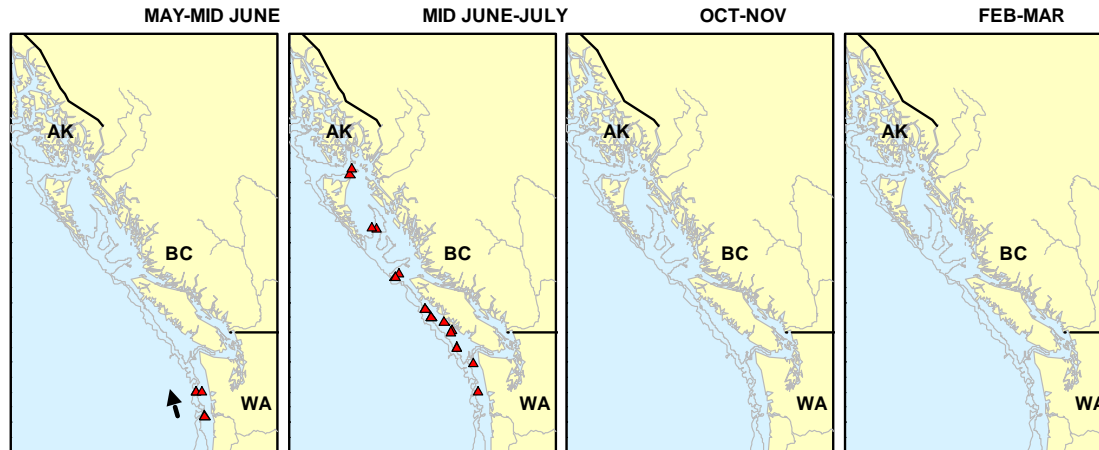 MAY-MID JUNE MID JUNE-JULY OCT-NOV FEB-MAR
AK AK AK AK
BC BC BC BC
WA WA WA WA